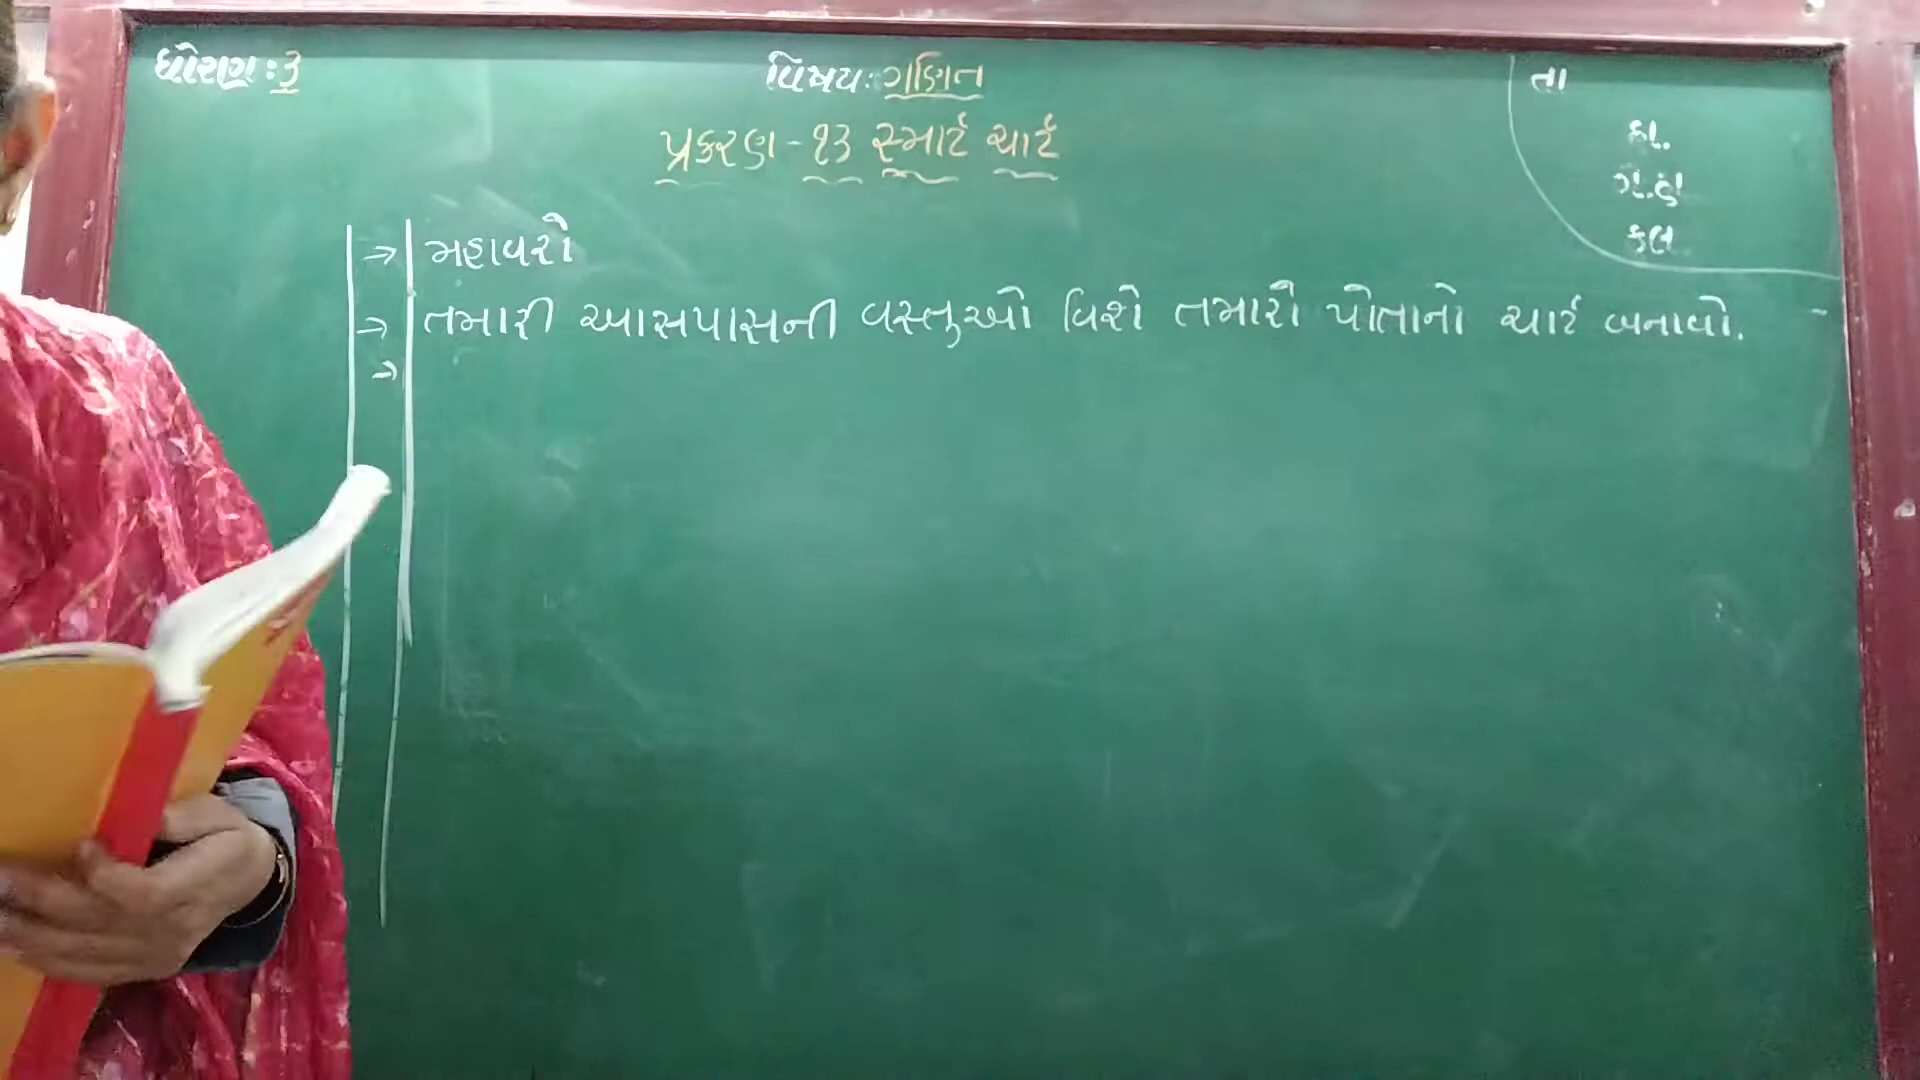 ધોરણ : ૩
વિષય : ગણિત
પ્રકરણ - ૧૩ સ્માર્ટ ચાર્ટ
તા
હા.
ગે.હા
કુલ
→ મહાવરો
→ તમારી આસપાસની વસ્તુઓ વિશે તમારો પોતાનો ચાર્ટ બનાવો.
→